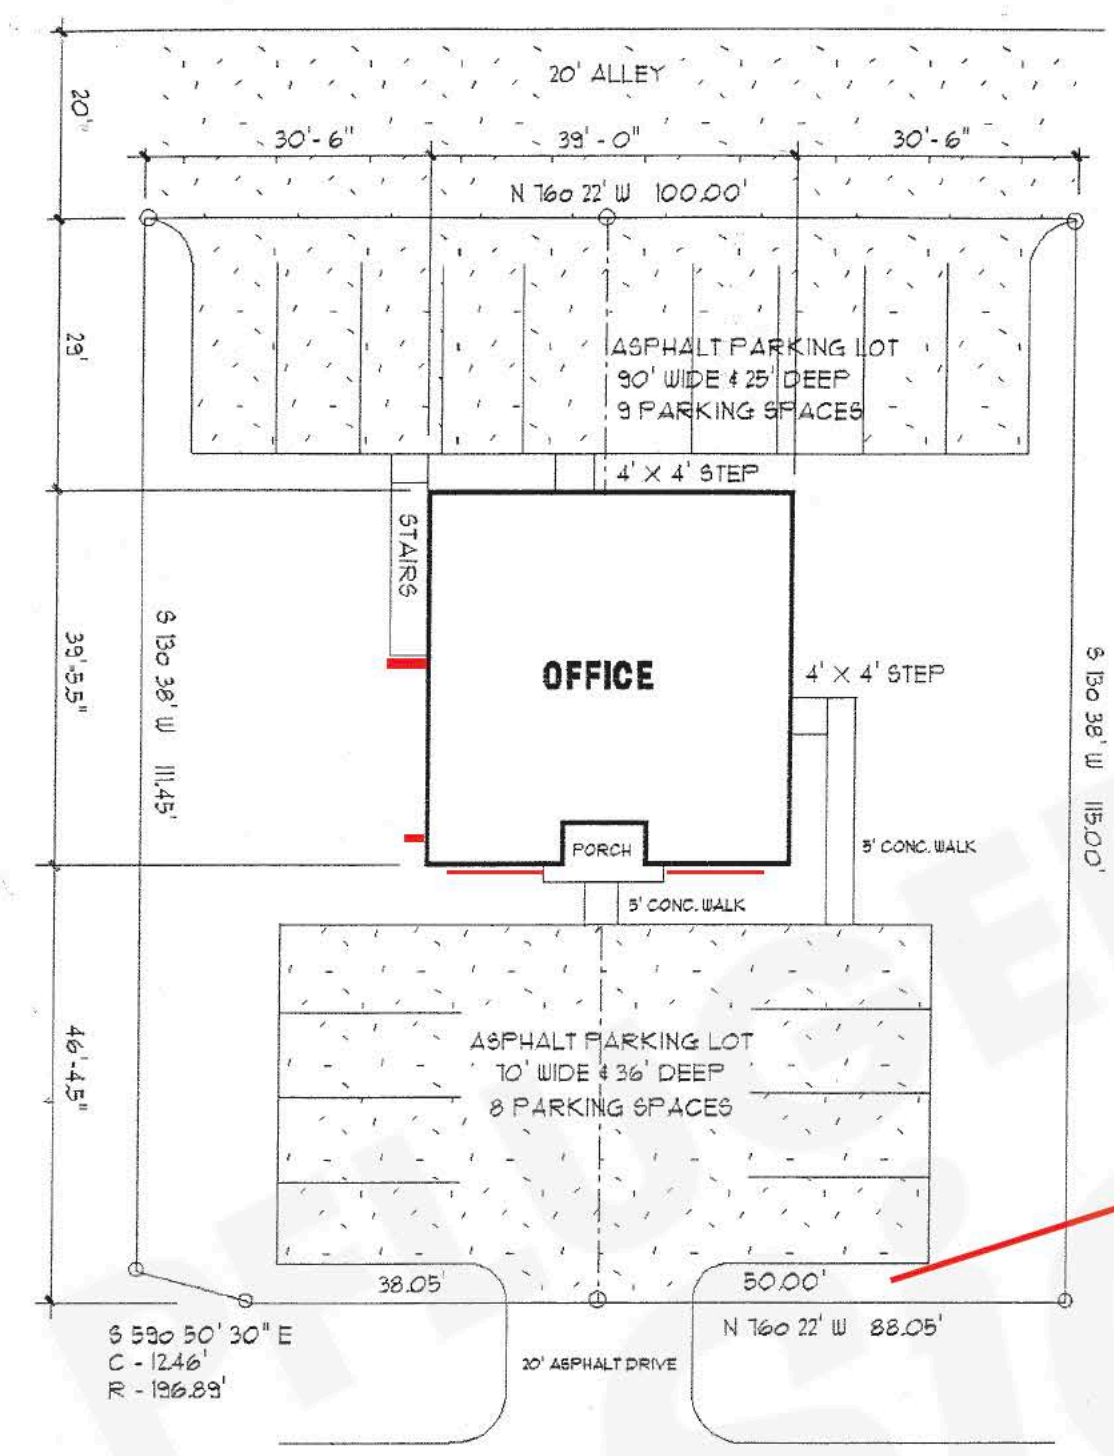 20' ALLEY
20'
30'-6"
39'-0"
30'-6"
N 76o 22' W 100.00'
29'
ASPHALT PARKING LOT
90' WIDE & 25' DEEP
9 PARKING SPACES
4' X 4' STEP
STAIRS
39'-5.5"
S 13o 38' W 111.45'
OFFICE
4' X 4' STEP
S 13o 38' W 115.00'
PORCH
5' CONC. WALK
5' CONC. WALK
46'-4.5"
ASPHALT PARKING LOT
70' WIDE & 36' DEEP
8 PARKING SPACES
38.05'
50.00'
S 59o 50' 30" E
C - 12.46'
R - 196.89'
N 76o 22' W 88.05'
20' ASPHALT DRIVE